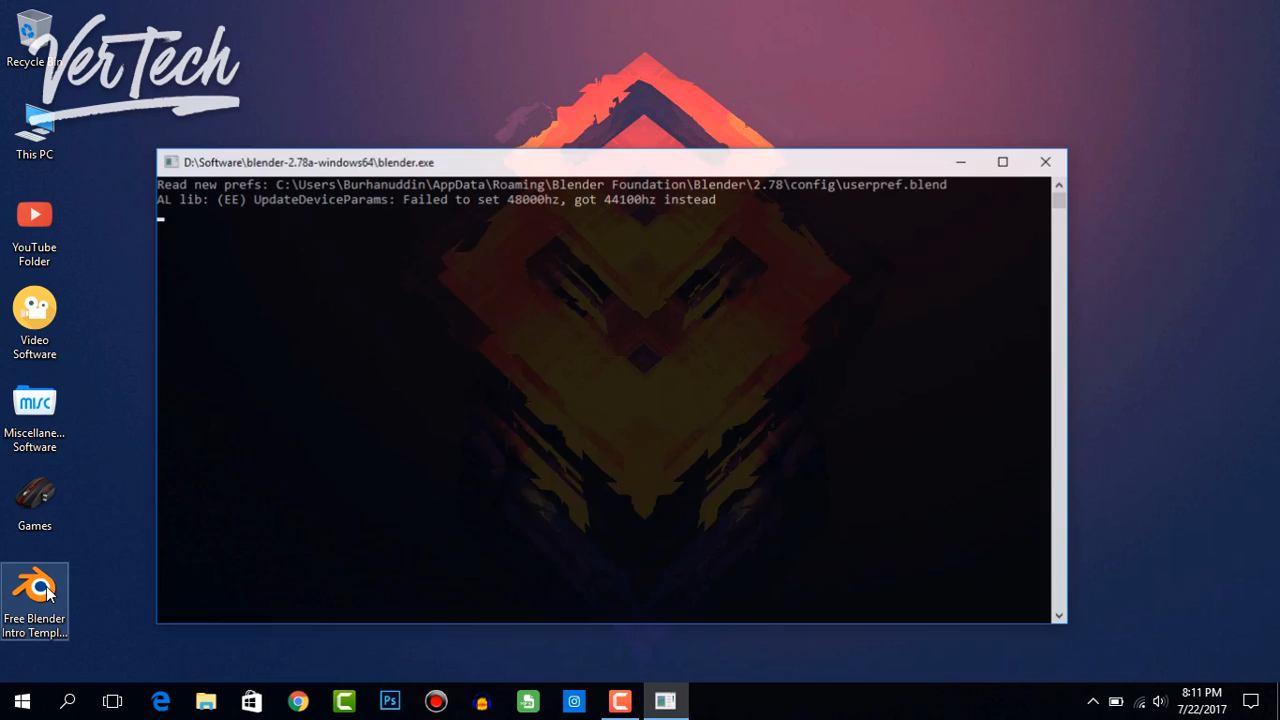 VerTech
Recycle Bin
This PC
YouTube
Folder
Video
Software
misc
Miscellane...
Software
Games
Free Blender
Intro Templ...
D:\Software\blender-2.78a-windows64\blender.exe
Read new prefs: C:\Users\Burhanuddin\AppData\Roaming\Blender Foundation\Blender\2.78\config\userpref.blend
AL lib: (EE) UpdateDeviceParams: Failed to set 48000hz, got 44100hz instead
Ps
8:11 PM
7/22/2017